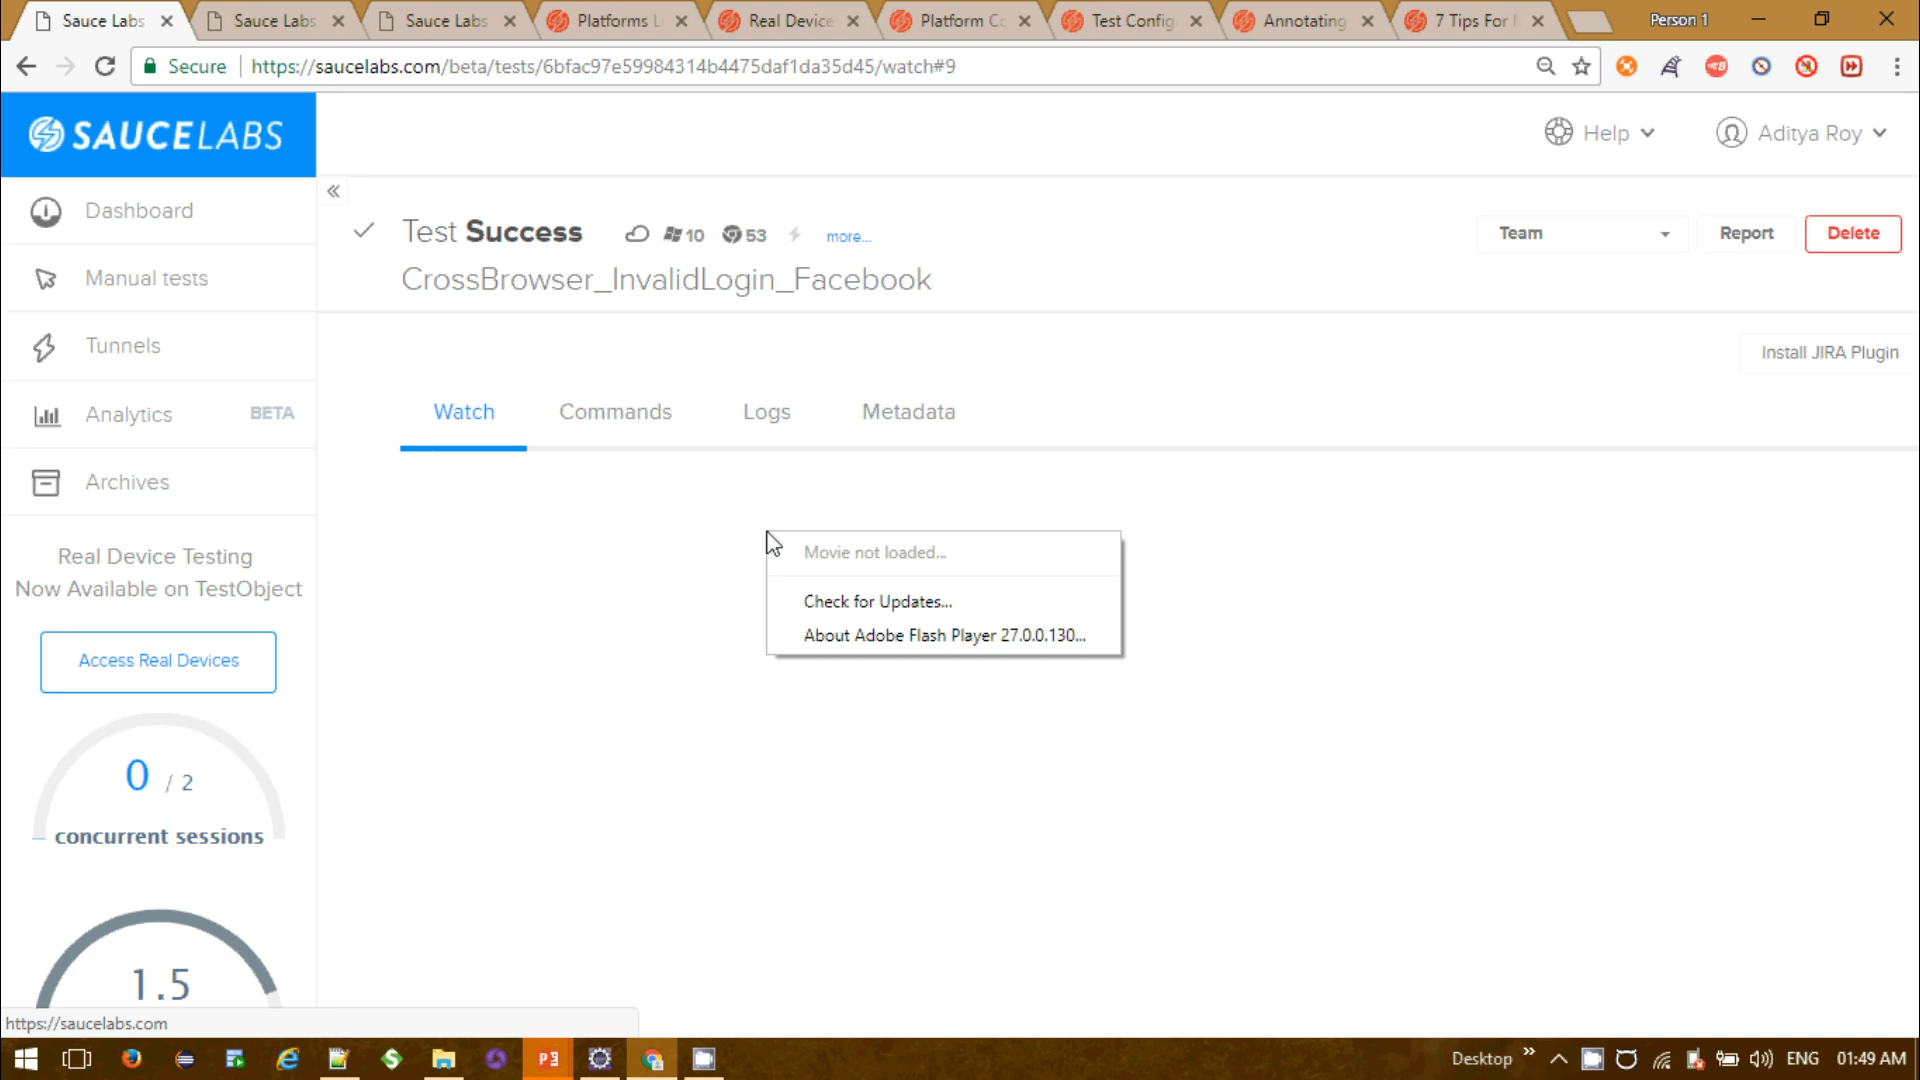 Sauce Labs
Sauce Labs
Sauce Labs
Platforms Li
Real Device
Platform Co
Test Config
Annotating
7 Tips For
Person 1
Secure
https://saucelabs.com/beta/tests/6bfac97e59984314b4475daf1da35d45/watch#9
SAUCELABS
Help
Aditya Roy
Dashboard
Manual tests
Tunnels
Analytics BETA
Archives
Real Device Testing
Now Available on TestObject
Access Real Devices
0 / 2
concurrent sessions
1.5
Test Success 10 53 more...
CrossBrowser_InvalidLogin_Facebook
Team
Report
Delete
Install JIRA Plugin
Watch
Commands
Logs
Metadata
Movie not loaded...
Check for Updates...
About Adobe Flash Player 27.0.0.130...
https://saucelabs.com
Desktop
ENG
01:49 AM